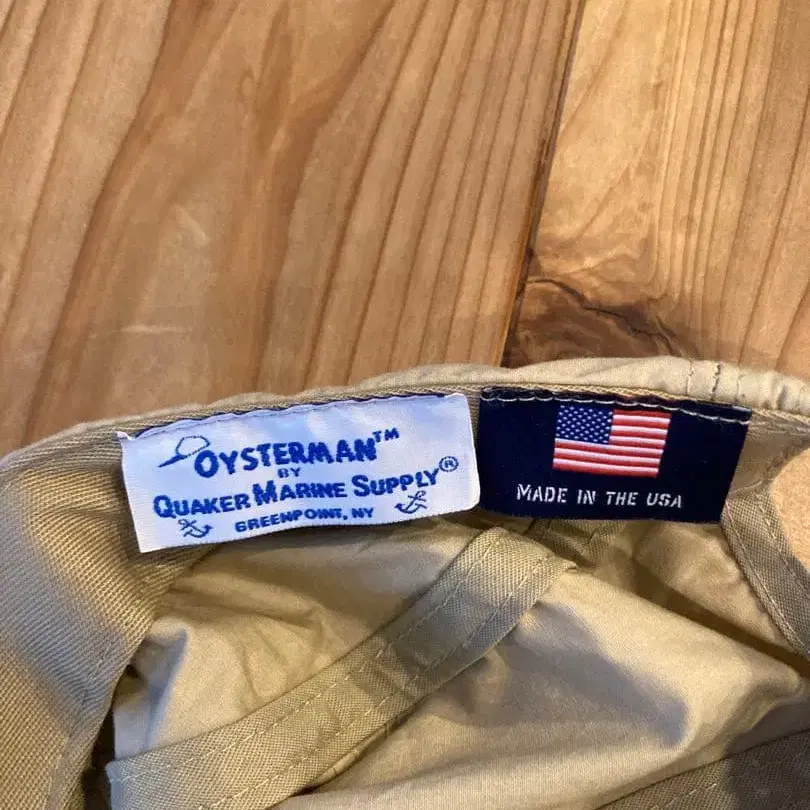 OYSTERMAN™
BY
QUAKER MARINE SUPPLY®
GREENPOINT, NY
MADE IN THE USA